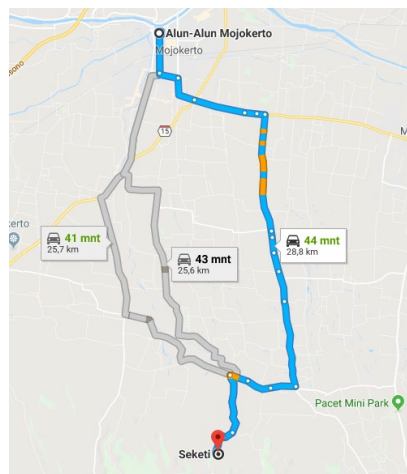 Alun-Alun Mojokerto
Mojokerto
15
41 mnt
25,7 km
43 mnt
25,6 km
44 mnt
28,8 km
Pacet Mini Park
Seketi